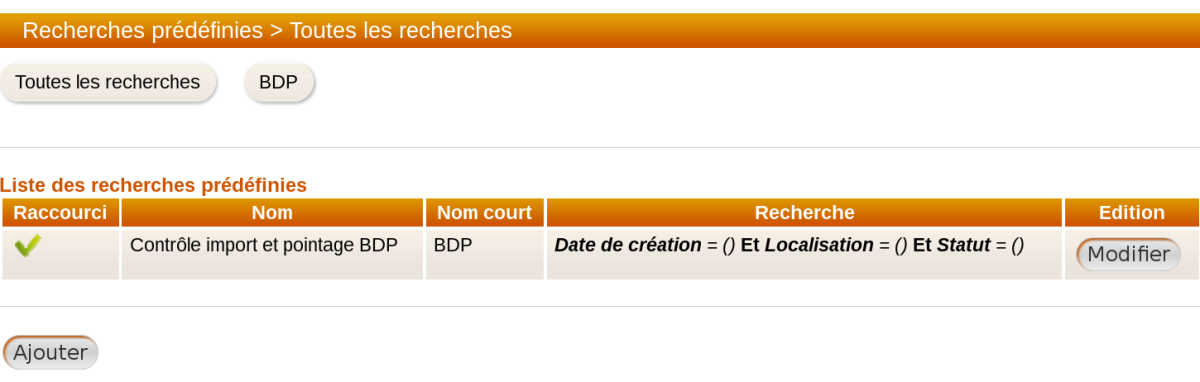 Recherches prédéfinies > Toutes les recherches
Toutes les recherches BDP
Liste des recherches prédéfinies
Raccourci Nom Nom court Recherche Edition
Contrôle import et pointage BDP BDP Date de création = () Et Localisation = () Et Statut = () Modifier
Ajouter